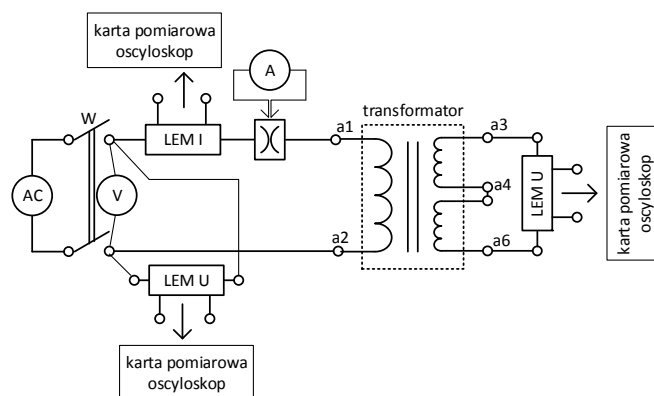 karta pomiarowa
oscyloskop
A
transformator
W
LEM I
a1
a3
AC
V
a4
LEM U
karta pomiarowa
oscyloskop
a2
a6
LEM U
karta pomiarowa
oscyloskop